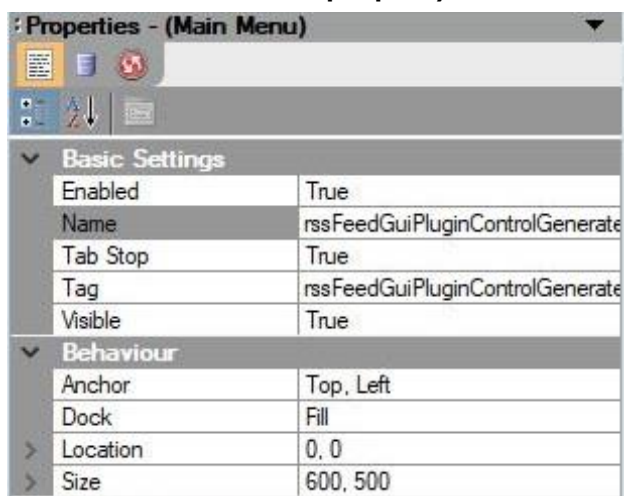 Properties - (Main Menu)
Basic Settings
Enabled True
Name rssFeedGuiPluginControlGenerate
Tab Stop True
Tag rssFeedGuiPluginControlGenerate
Visible True
Behaviour
Anchor Top, Left
Dock Fill
Location 0, 0
Size 600, 500